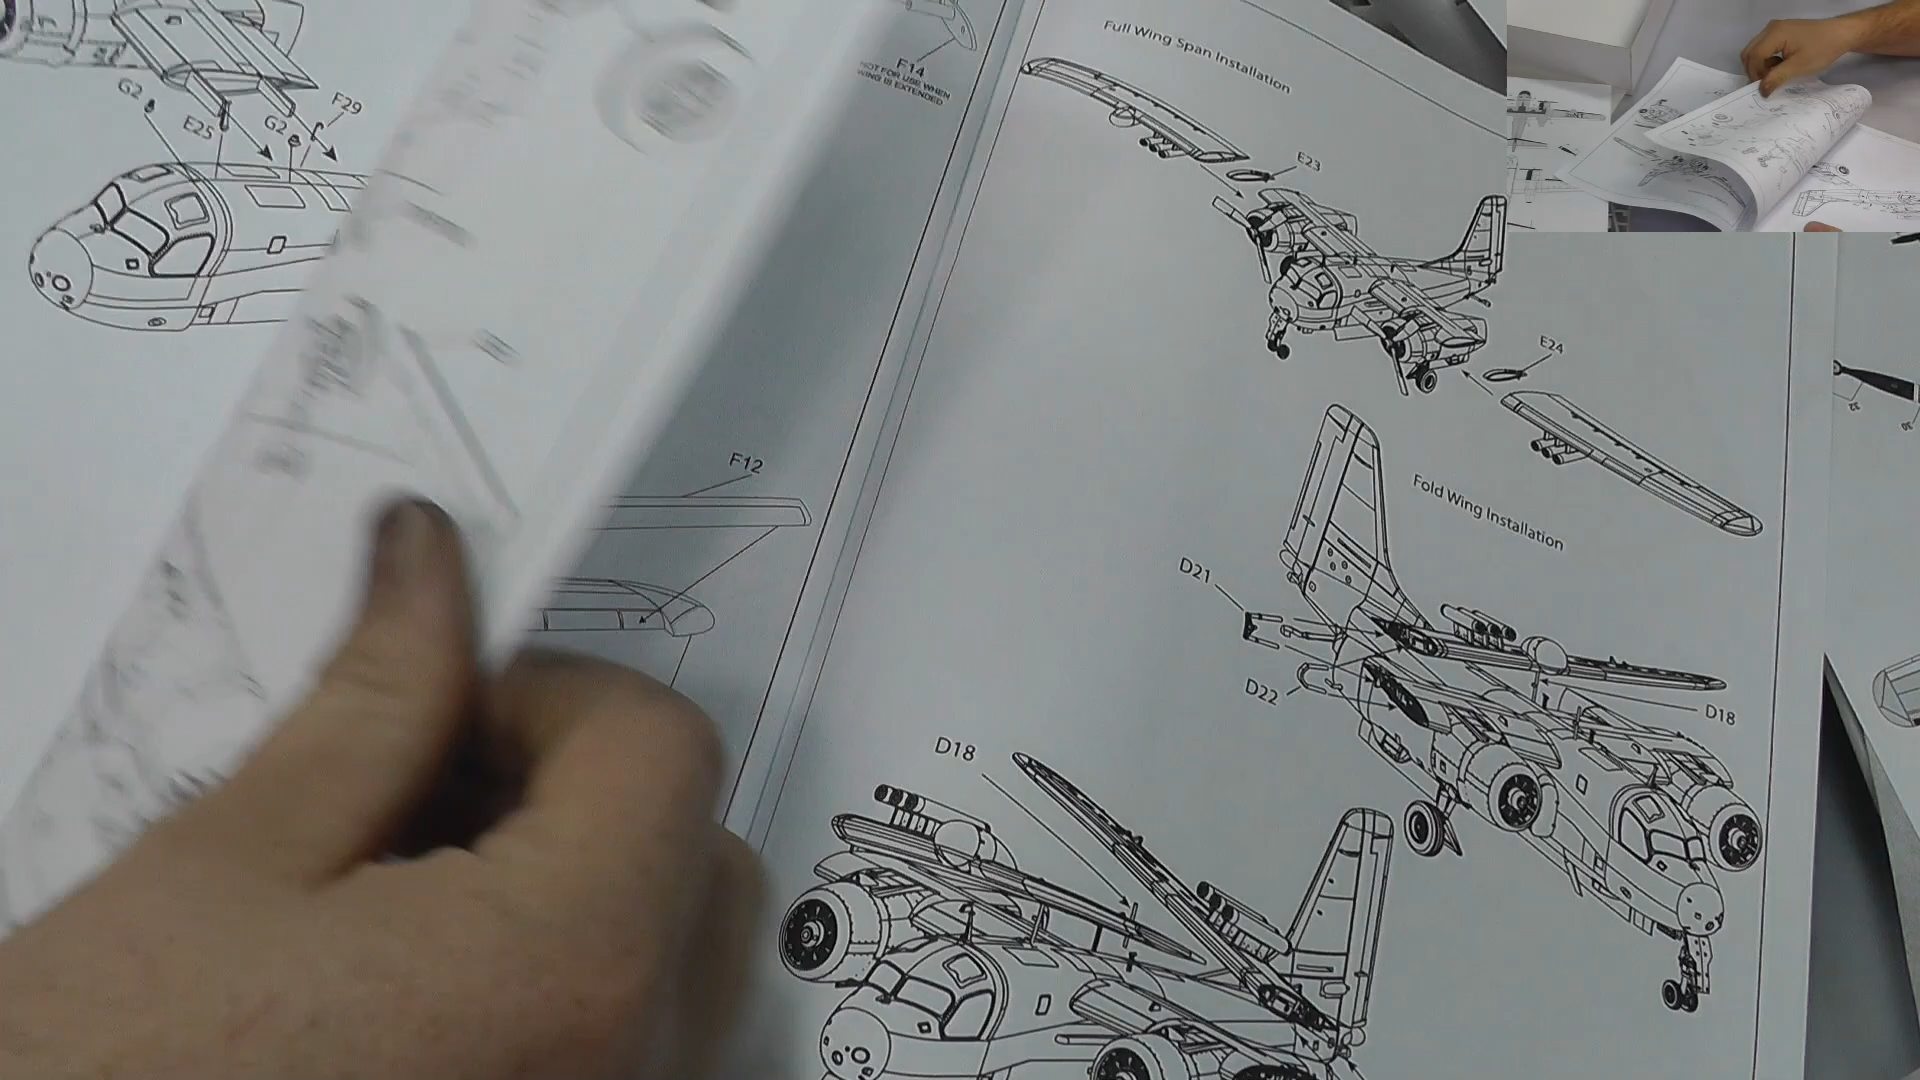 G2
E25
G2
F29
F14
NOT FOR USE WHEN
WING IS EXTENDED
F12
Full Wing Span Installation
E23
E24
Fold Wing Installation
D21
D22
D18
D18